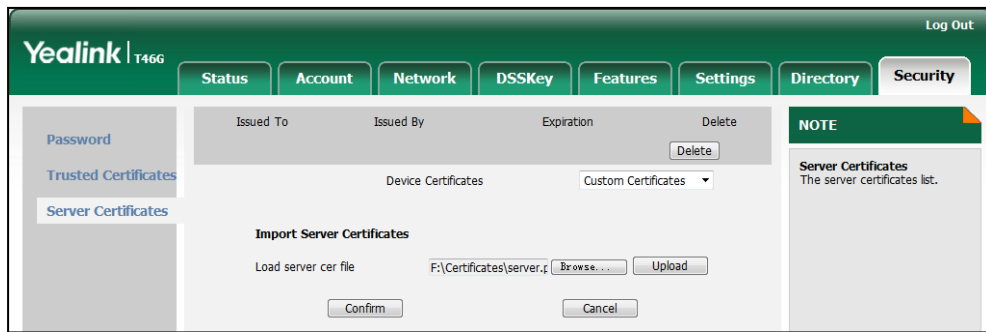 Log Out
Yealink | T46G
Status Account Network DSSKey Features Settings Directory Security
Password
Trusted Certificates
Server Certificates
Issued To Issued By Expiration Delete
Delete
Device Certificates Custom Certificates
Import Server Certificates
Load server cer file F:\Certificates\server.p Browse... Upload
Confirm Cancel
NOTE
Server Certificates
The server certificates list.